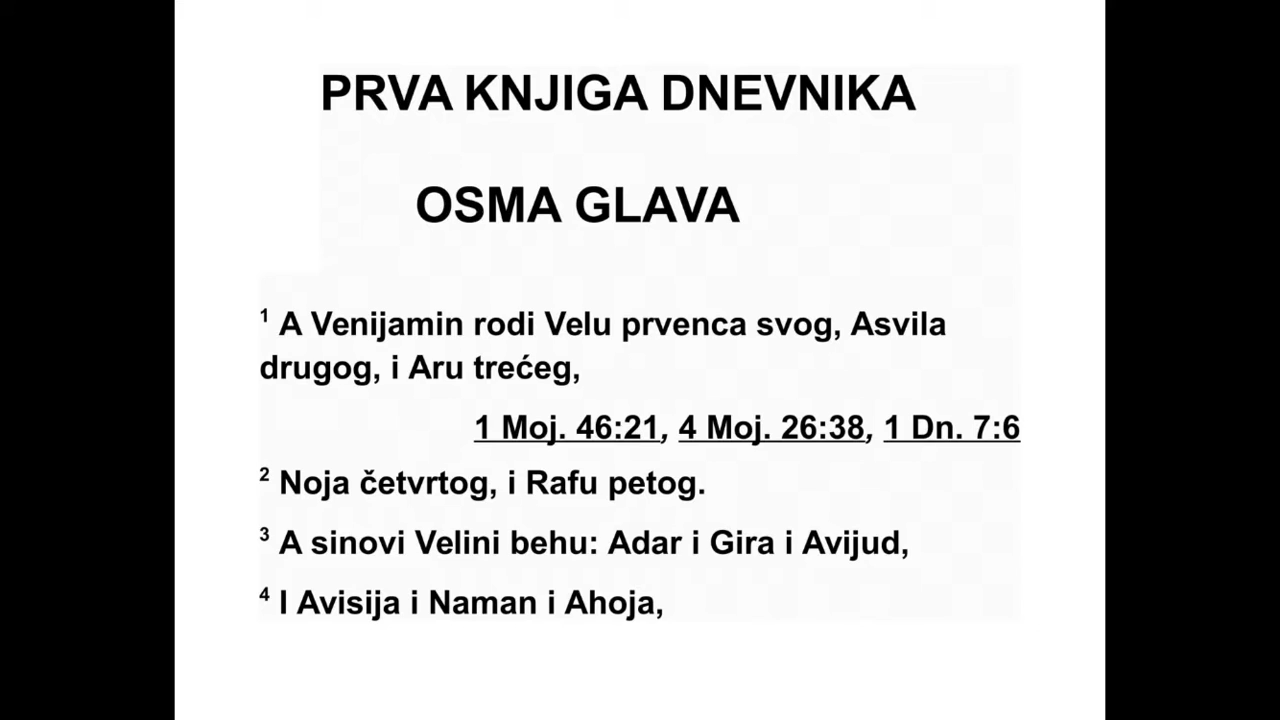 PRVA KNJIGA DNEVNIKA
OSMA GLAVA
1 A Venijamin rodi Velu prvenca svog, Asvila
drugog, i Aru trećeg,
1 Moj. 46:21, 4 Moj. 26:38, 1 Dn. 7:6
2 Noja četvrtog, i Rafu petog.
3 A sinovi Velini behu: Adar i Gira i Avijud,
4 I Avisija i Naman i Ahoja,